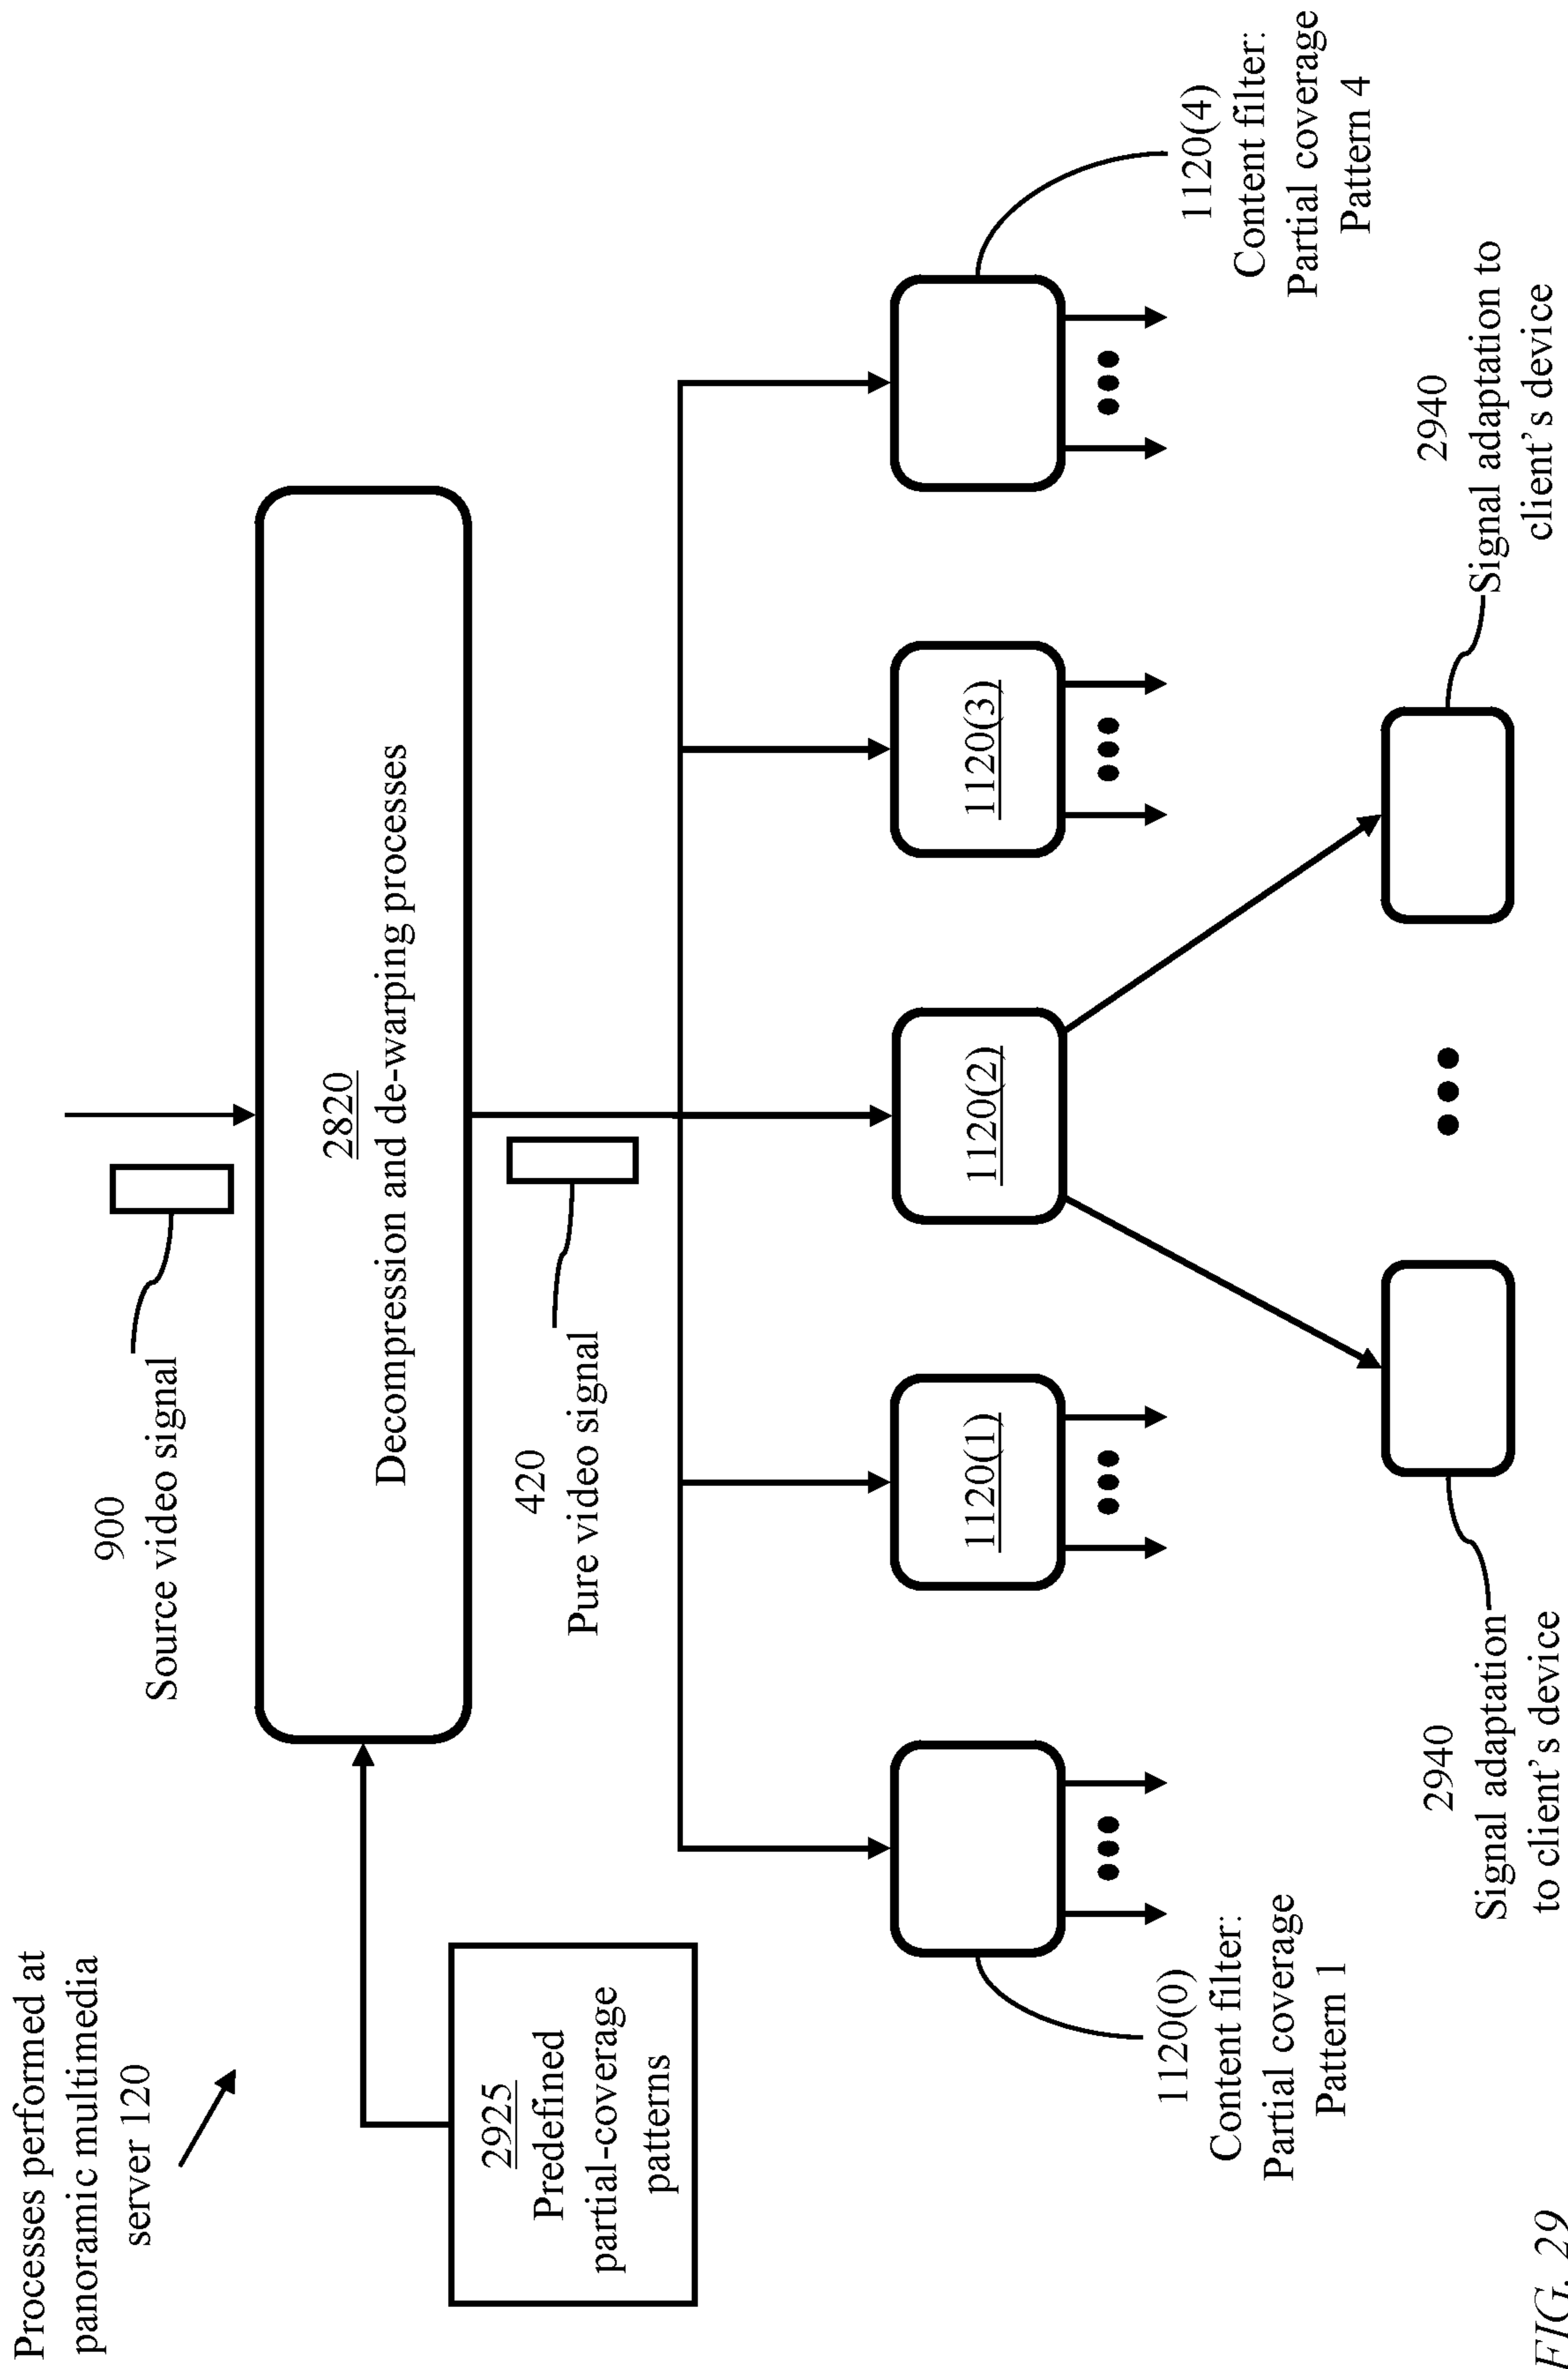 Processes performed at
panoramic multimedia
server 120
900
Source video signal
2820
Decompression and de-warping processes
2925
Predefined
partial-coverage
patterns
420
Pure video signal
1120(1)
1120(2)
1120(3)
1120(0)
Content filter:
Partial coverage
Pattern 1
1120(4)
Content filter:
Partial coverage
Pattern 4
2940
Signal adaptation
to client's device
2940
Signal adaptation to
client's device
FIG. 29